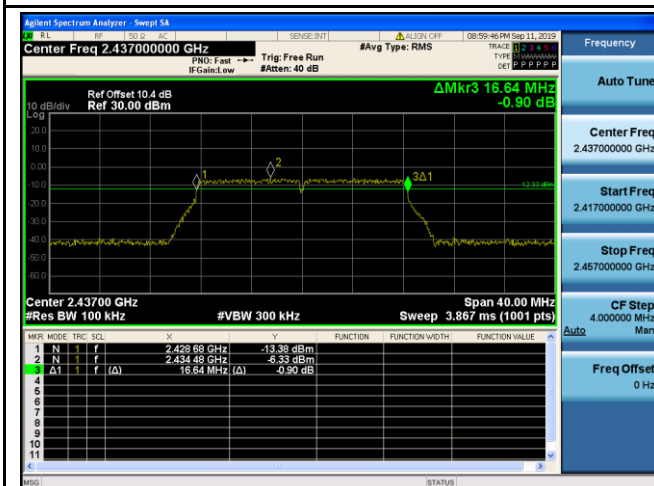 Agilent Spectrum Analyzer - Swept SA
RL RF 50 Ω AC SENSE:INT ALIGN OFF 08:59:46 PM Sep 11, 2019
Center Freq 2.437000000 GHz #Avg Type: RMS TRACE 1 2 3 4 5 6
PNO: Fast Trig: Free Run TYPE
IFGain:Low #Atten: 40 dB DET P P P P P P
ΔMkr3 16.64 MHz
-0.90 dB
Ref Offset 10.4 dB
10 dB/div Ref 30.00 dBm
Log
20.0
10.0
0.00
-10.0
-20.0
-30.0
-40.0
-50.0
-60.0
1
2
3Δ1
-12.33 dBm
Center 2.43700 GHz Span 40.00 MHz
#Res BW 100 kHz #VBW 300 kHz Sweep 3.867 ms (1001 pts)
MKR MODE TRC SCL X Y FUNCTION FUNCTION WIDTH FUNCTION VALUE
1 N 1 f 2.428 68 GHz -13.38 dBm
2 N 1 f 2.434 48 GHz -6.33 dBm
3 Δ1 1 f (Δ) 16.64 MHz (Δ) -0.90 dB
4
5
6
7
8
9
10
11
MSG STATUS
Frequency
Auto Tune
Center Freq
2.437000000 GHz
Start Freq
2.417000000 GHz
Stop Freq
2.457000000 GHz
CF Step
4.000000 MHz
Auto Man
Freq Offset
0 Hz